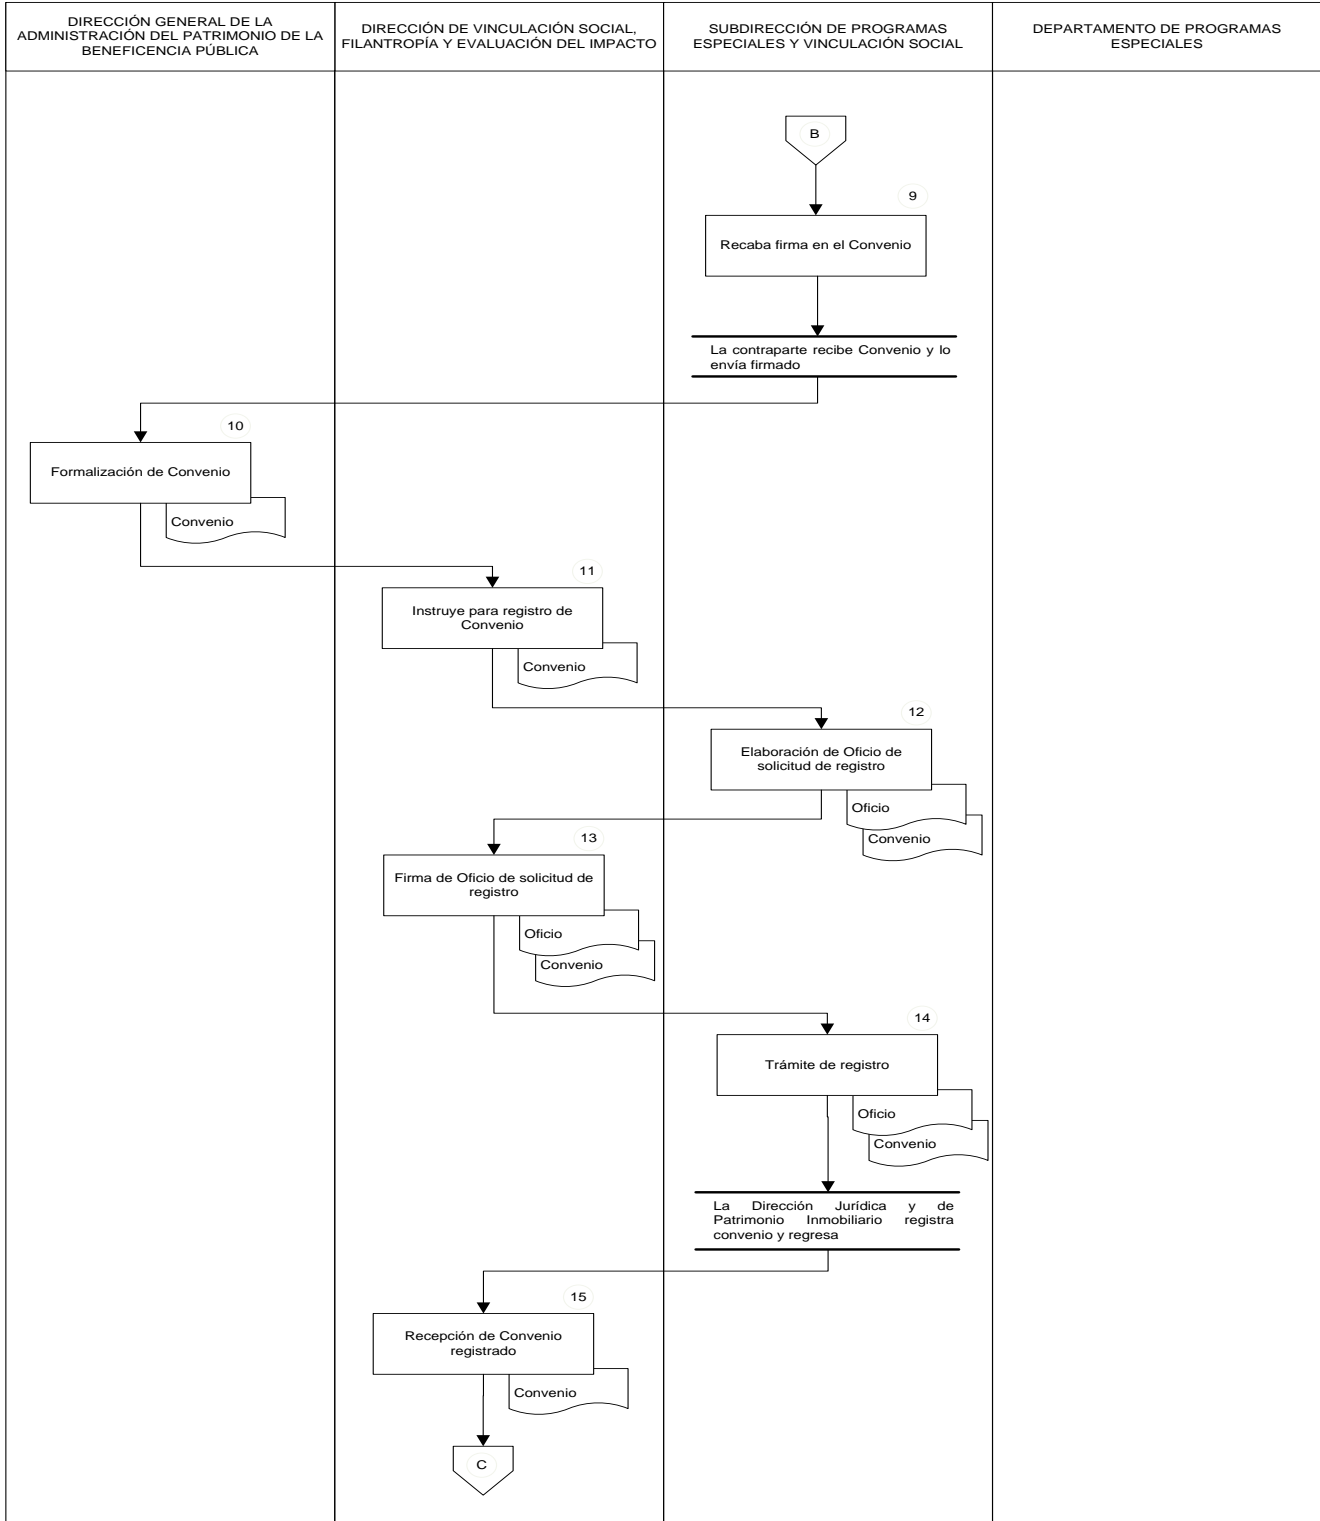 DIRECCIÓN GENERAL DE LA
ADMINISTRACIÓN DEL PATRIMONIO DE LA
BENEFICENCIA PÚBLICA
DIRECCIÓN DE VINCULACIÓN SOCIAL,
FILANTROPÍA Y EVALUACIÓN DEL IMPACTO
SUBDIRECCIÓN DE PROGRAMAS
ESPECIALES Y VINCULACIÓN SOCIAL
DEPARTAMENTO DE PROGRAMAS
ESPECIALES
B
9
Recaba firma en el Convenio
La contraparte recibe Convenio y lo
envía firmado
10
Formalización de Convenio
Convenio
11
Instruye para registro de
Convenio
Convenio
12
Elaboración de Oficio de
solicitud de registro
Oficio
Convenio
13
Firma de Oficio de solicitud de
registro
Oficio
Convenio
14
Trámite de registro
Oficio
Convenio
La Dirección Jurídica y de
Patrimonio Inmobiliario registra
convenio y regresa
15
Recepción de Convenio
registrado
Convenio
C